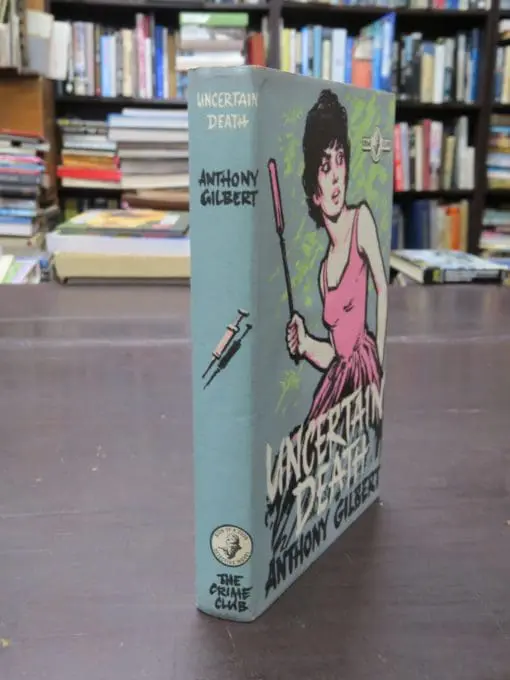 UNCERTAIN
DEATH
ANTHONY
GILBERT
THE
CRIME
CLUB
UNCERTAIN
DEATH
ANTHONY GILBERT